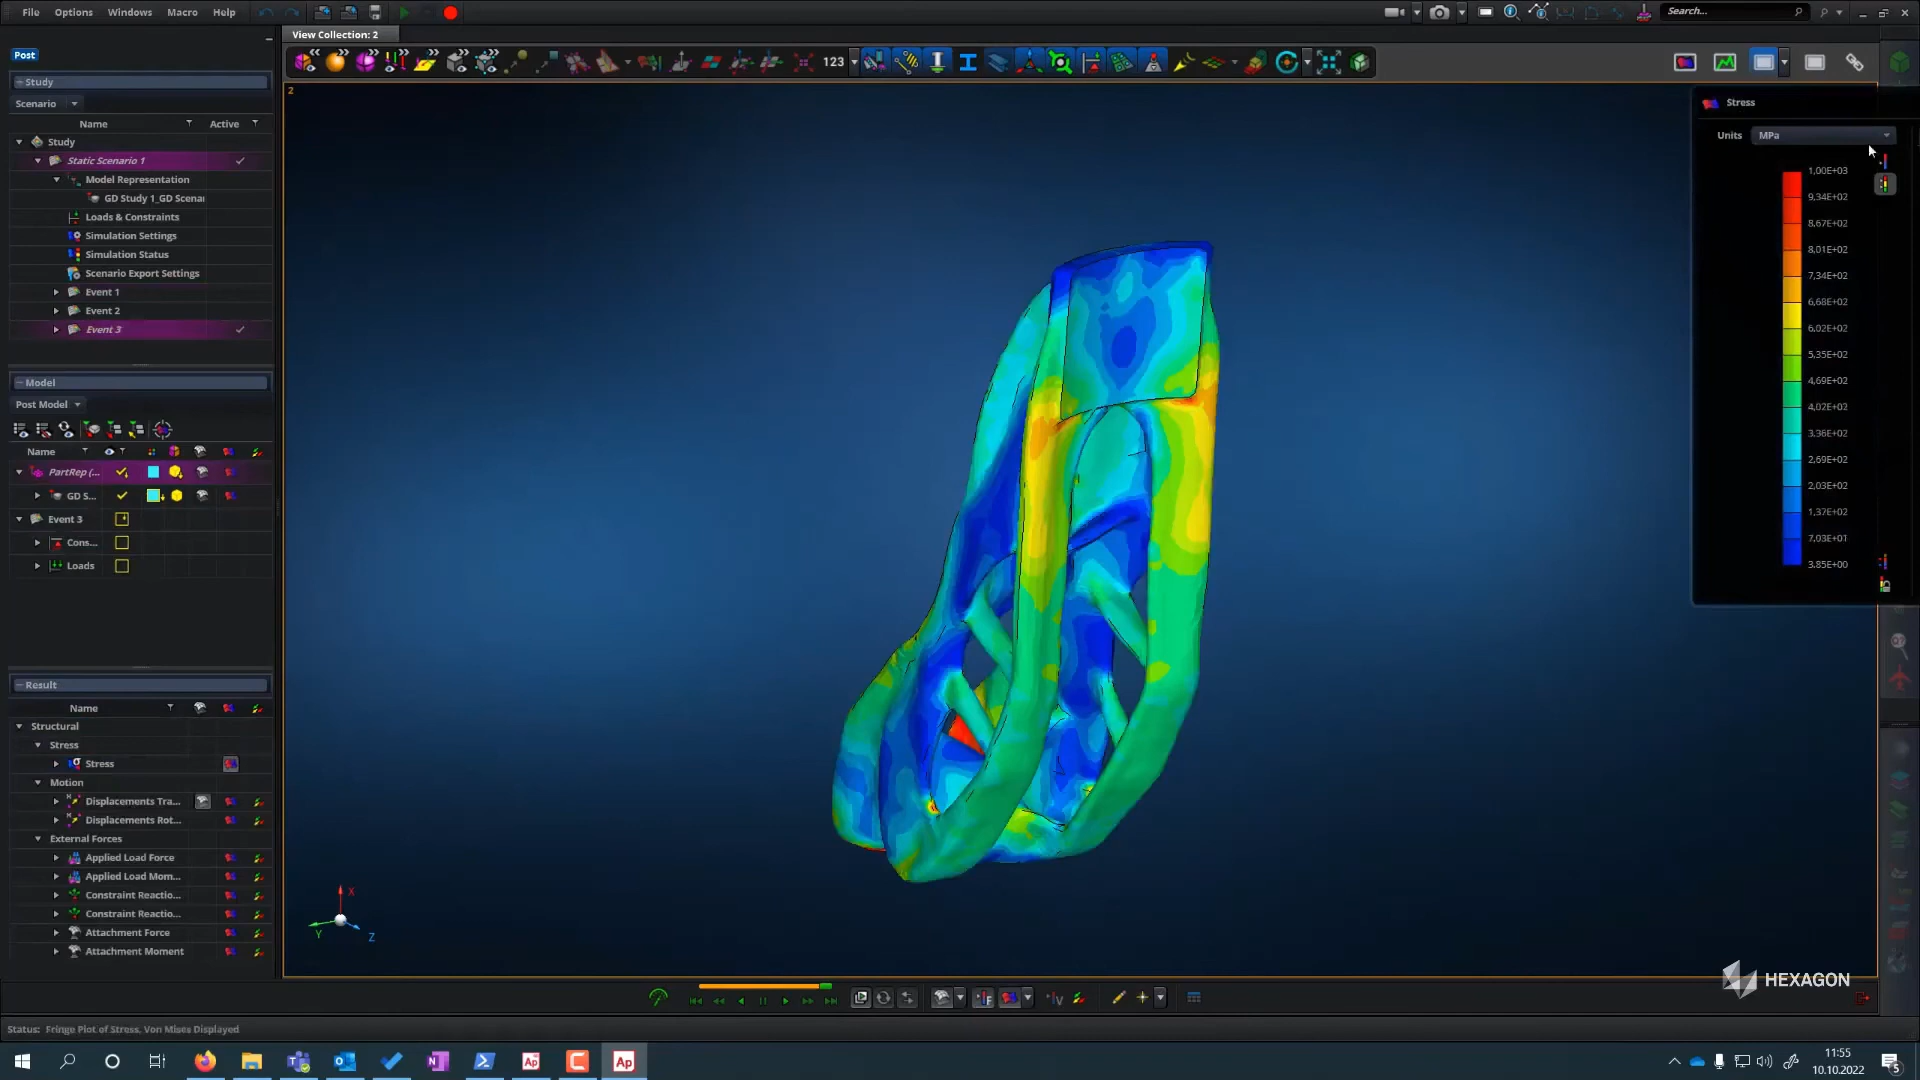 File Options Windows Macro Help
Search...
Post
View Collection: 2
Study
123
Scenario
2
Stress
Name Active
Units MPa
Study
Static Scenario 1
Model Representation
GD Study 1_GD Scenar
Loads & Constraints
Simulation Settings
Simulation Status
Scenario Export Settings
Event 1
Event 2
Event 3
1,00E+03
9,34E+02
8,67E+02
8,01E+02
7,34E+02
6,68E+02
6,02E+02
5,35E+02
4,69E+02
4,02E+02
3,36E+02
2,69E+02
2,03E+02
1,37E+02
7,03E+01
3,85E+00
Model
Post Model
Name
PartRep (...
GD S...
Event 3
Cons...
Loads
Result
Name
Structural
Stress
Stress
Motion
Displacements Tra...
Displacements Rot...
External Forces
Applied Load Force
Applied Load Mom...
Constraint Reactio...
Constraint Reactio...
Attachment Force
Attachment Moment
X
Y
Z
HEXAGON
Status: Fringe Plot of Stress, Von Mises Displayed
11:55
10.10.2022
5